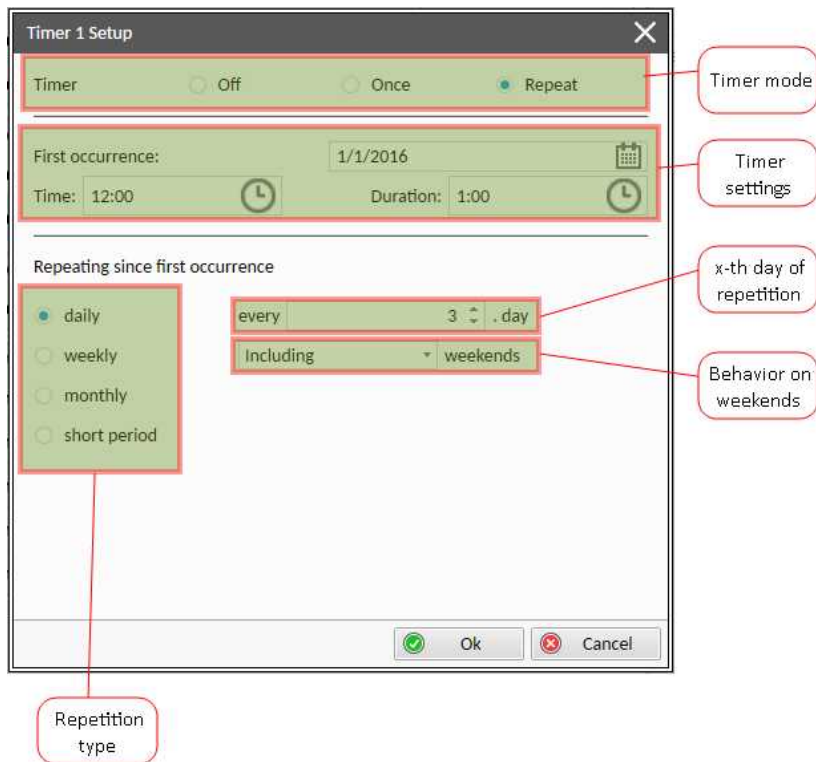 Timer 1 Setup
Timer Off Once Repeat
Timer mode
First occurrence: 1/1/2016
Time: 12:00 Duration: 1:00
Timer
settings
Repeating since first occurrence
x-th day of
repetition
daily every 3 . day
weekly Including weekends
monthly
short period
Behavior on
weekends
Ok Cancel
Repetition
type